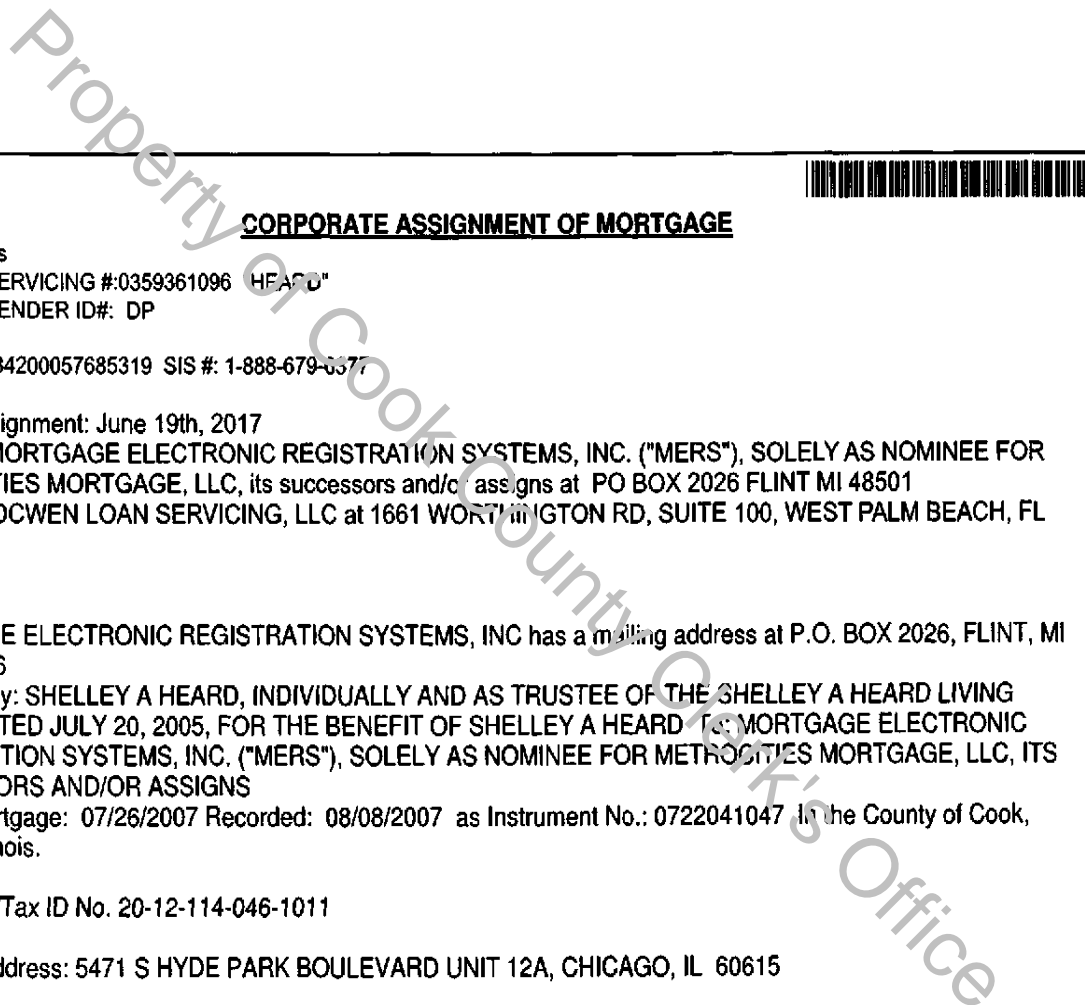 Property of Cook County Clerk's Office
CORPORATE ASSIGNMENT OF MORTGAGE
s
ERVICING #:0359361096 "HEARD"
ENDER ID#: DP
34200057685319 SIS #: 1-888-679-
ignment: June 19th, 2017
MORTGAGE ELECTRONIC REGISTRATION SYSTEMS, INC. ("MERS"), SOLELY AS NOMINEE FOR
TIES MORTGAGE, LLC, its successors and/or assigns at PO BOX 2026 FLINT MI 48501
OCWEN LOAN SERVICING, LLC at 1661 WORTHINGTON RD, SUITE 100, WEST PALM BEACH, FL
E ELECTRONIC REGISTRATION SYSTEMS, INC has a mailing address at P.O. BOX 2026, FLINT, MI
6
y: SHELLEY A HEARD, INDIVIDUALLY AND AS TRUSTEE OF THE SHELLEY A HEARD LIVING
TED JULY 20, 2005, FOR THE BENEFIT OF SHELLEY A HEARD To: MORTGAGE ELECTRONIC
TION SYSTEMS, INC. ("MERS"), SOLELY AS NOMINEE FOR METROCITIES MORTGAGE, LLC, ITS
ORS AND/OR ASSIGNS
rtgage: 07/26/2007 Recorded: 08/08/2007 as Instrument No.: 0722041047 In the County of Cook,
nois.
Tax ID No. 20-12-114-046-1011
ddress: 5471 S HYDE PARK BOULEVARD UNIT 12A, CHICAGO, IL 60615